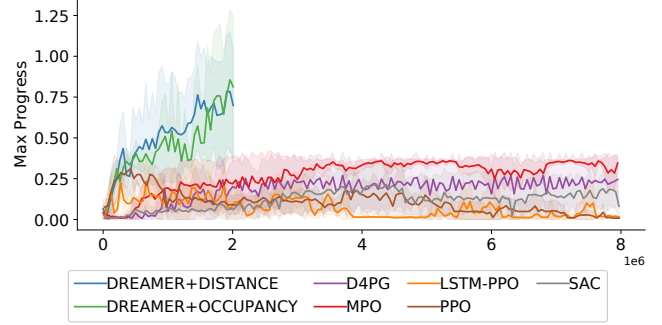 1.25
1.00
0.75
0.50
0.25
0.00
Max Progress
0 2 4 6 8
1e6
DREAMER+DISTANCE D4PG LSTM-PPO SAC
DREAMER+OCCUPANCY MPO PPO